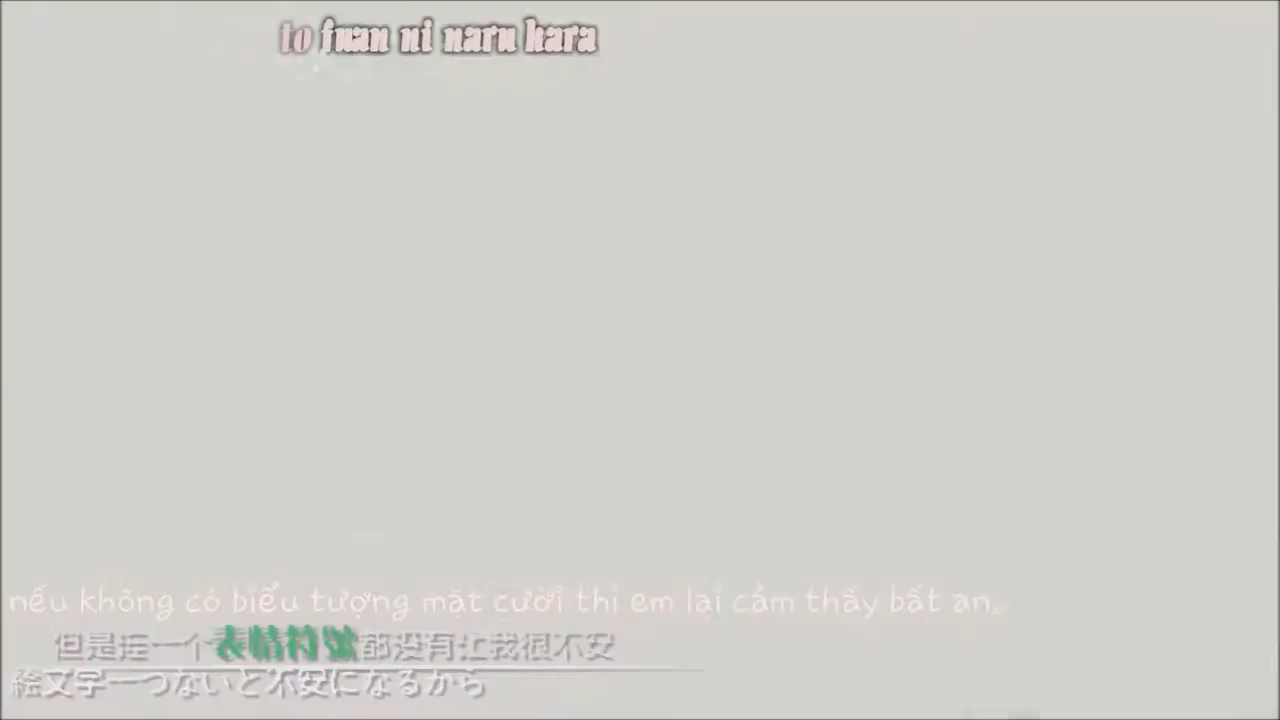 to fuan ni naru kara
nếu không có biểu tượng mặt cười thì em lại cảm thấy bất an.
但是连一个表情符號都没有让我很不安
絵文字一つないと不安になるから